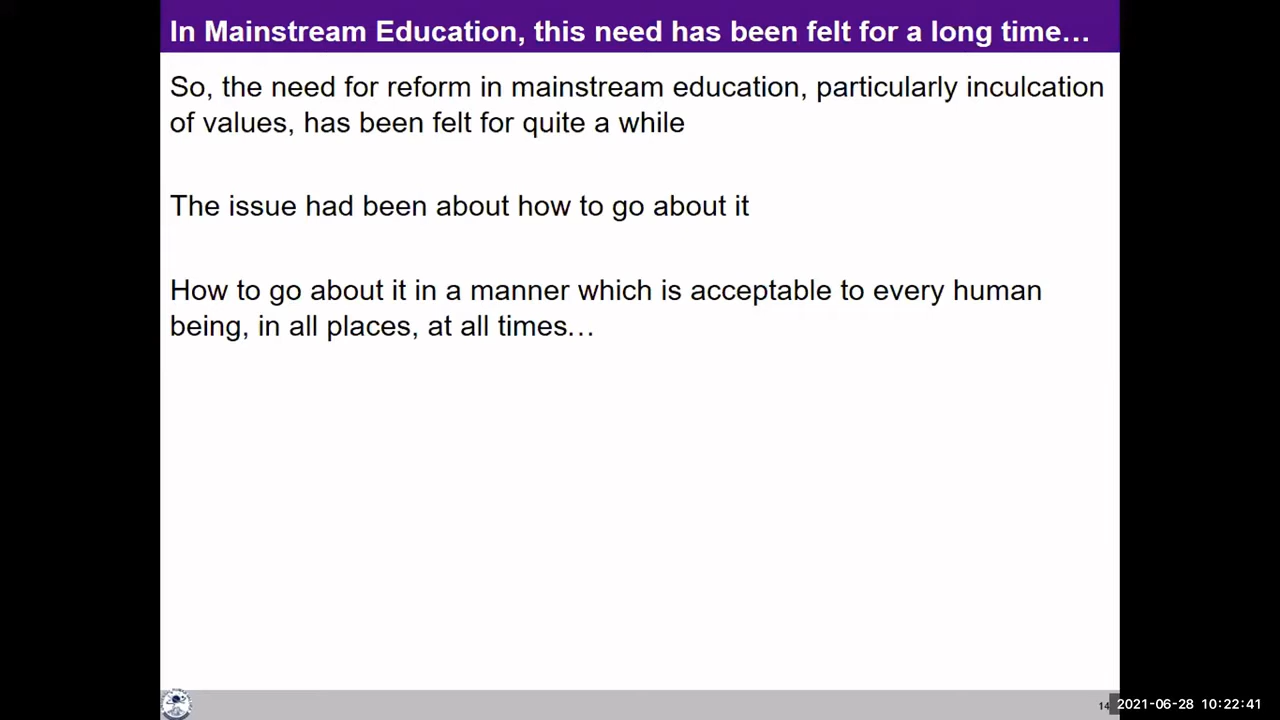 In Mainstream Education, this need has been felt for a long time…
So, the need for reform in mainstream education, particularly inculcation
of values, has been felt for quite a while
The issue had been about how to go about it
How to go about it in a manner which is acceptable to every human
being, in all places, at all times…
14
2021-06-28 10:22:41